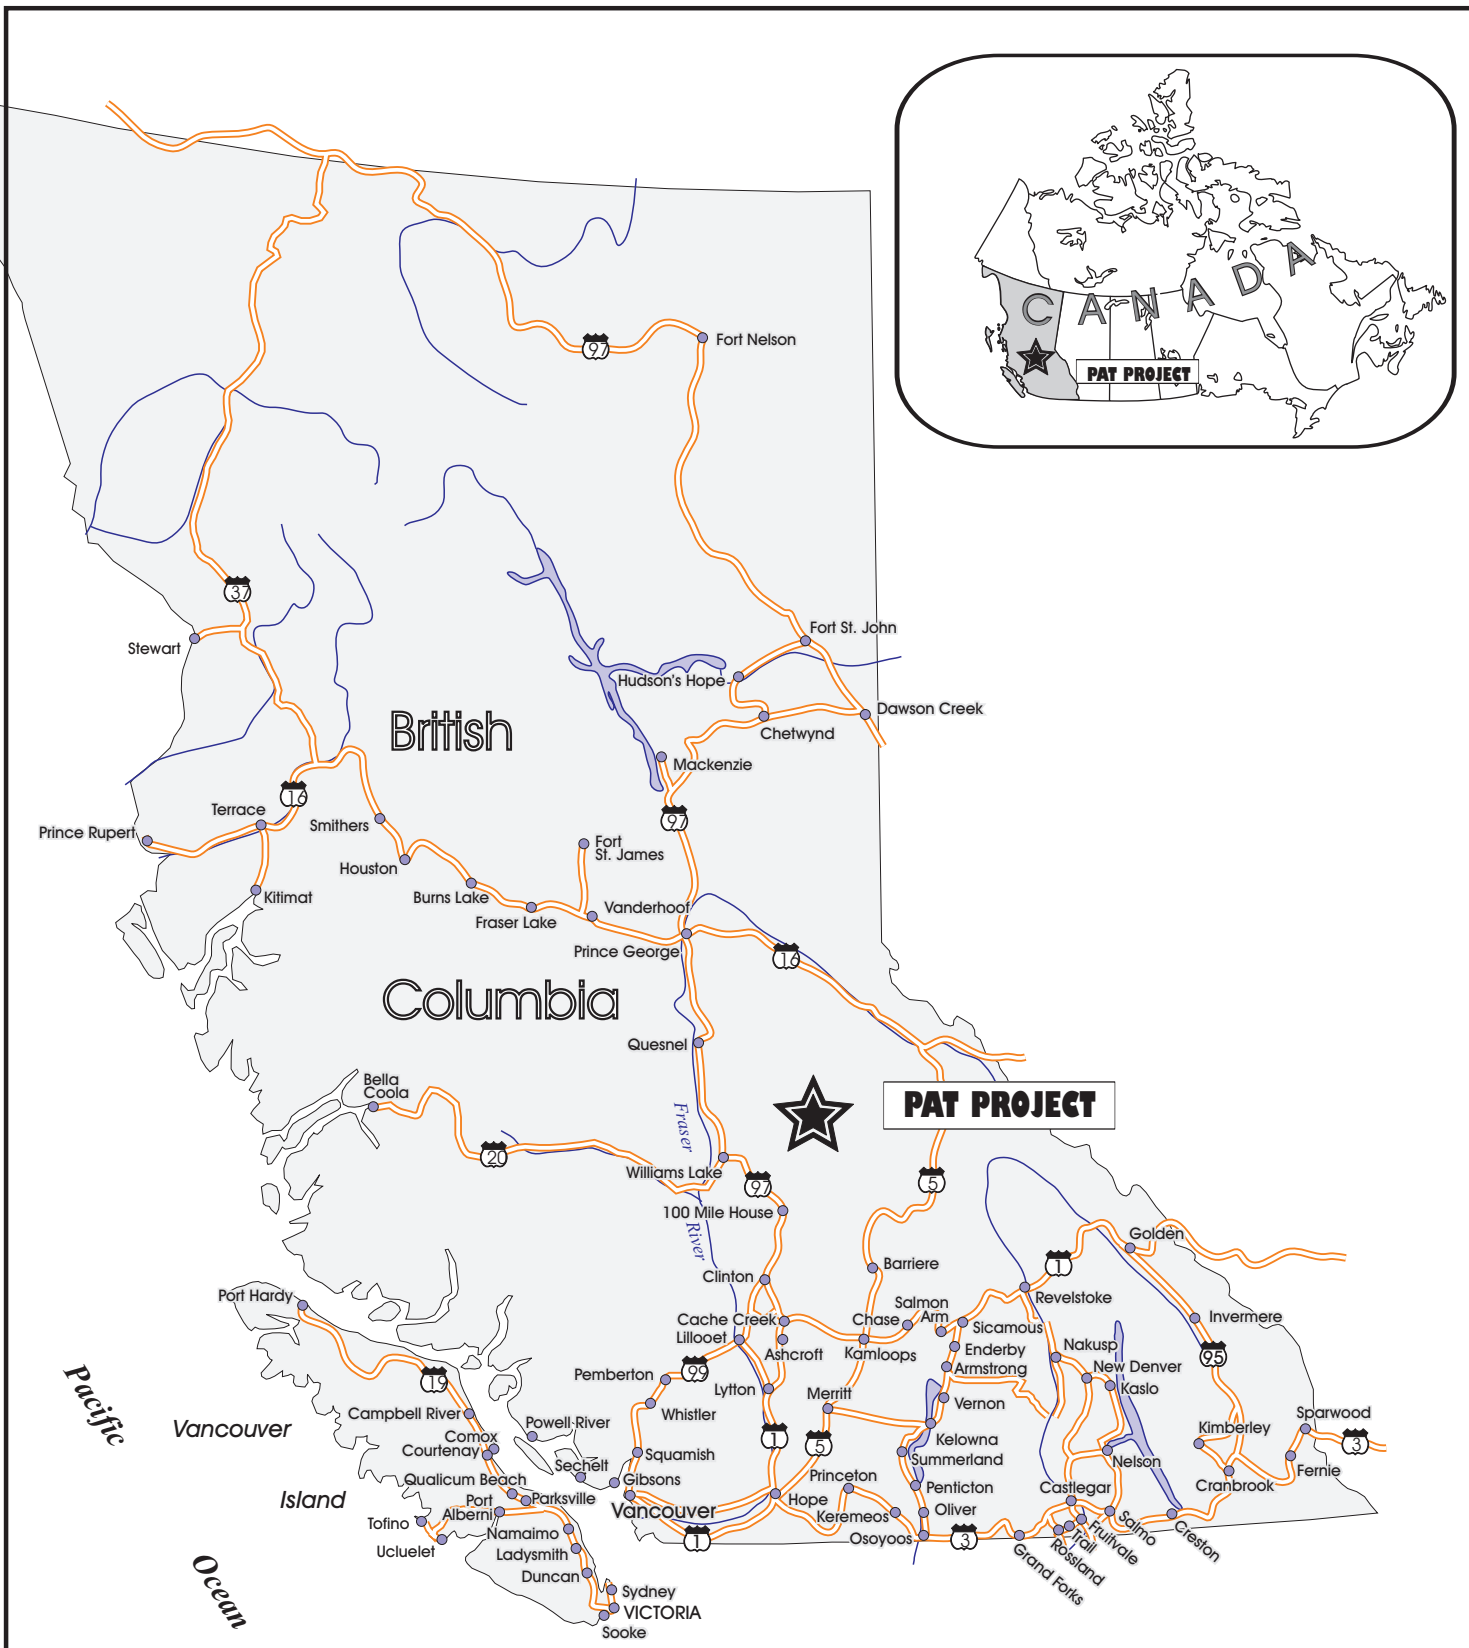 CANADA
PAT PROJECT
97
Fort Nelson
37
Stewart
Fort St. John
Hudson's Hope
Dawson Creek
Chetwynd
British
Mackenzie
16
97
Terrace
Prince Rupert
Smithers
Houston
Kitimat
Burns Lake
Fraser Lake
Fort
St. James
Vanderhoof
Prince George
16
Columbia
Quesnel
Bella
Coola
PAT PROJECT
Fraser
River
20
Williams Lake
97
5
100 Mile House
Golden
1
Barriere
Clinton
Revelstoke
Port Hardy
Salmon
Arm
Chase
Cache Creek
Lillooet
Ashcroft
Kamloops
Sicamous
Enderby
Armstrong
Invermere
95
Nakusp
New Denver
Kaslo
99
Pemberton
Whistler
Lytton
Merritt
Vernon
19
Pacific
Vancouver
Campbell River
Powell River
Comox
Courtenay
Squamish
1
5
Kelowna
Summerland
Kimberley
Sparwood
3
Sechelt
Gibsons
Qualicum Beach
Parksville
Island
Port
Alberni
Tofino
Ucluelet
Vancouver
Hope
Princeton
Keremeos
Penticton
Oliver
Osoyoos
Nelson
Castlegar
Fernie
Cranbrook
1
3
Namaimo
Ladysmith
Duncan
Grand Forks
Rossland
Trail
Fruitvale
Salmo
Creston
Ocean
Sydney
VICTORIA
Sooke